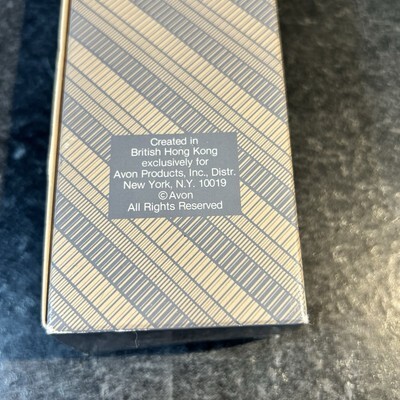 Created in
British Hong Kong
exclusively for
Avon Products, Inc., Distr.
New York, N.Y. 10019
©Avon
All Rights Reserved